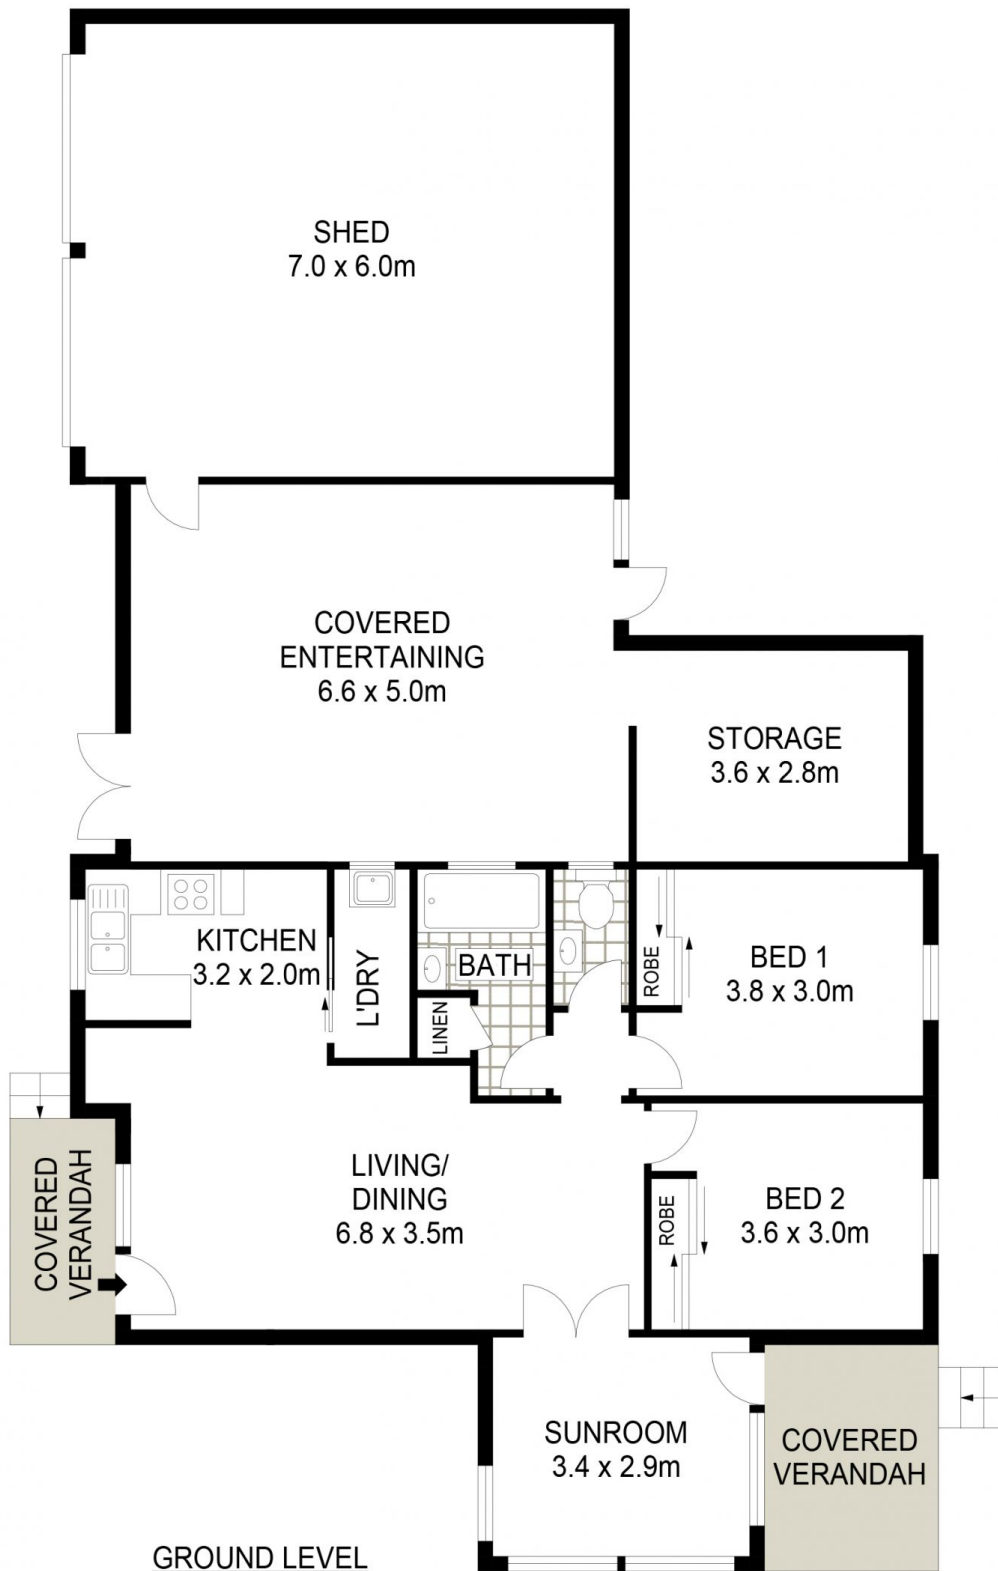 SHED
7.0 x 6.0m
COVERED
ENTERTAINING
6.6 x 5.0m
STORAGE
3.6 x 2.8m
KITCHEN
3.2 x 2.0m
L'DRY
BATH
LINEN
ROBE
BED 1
3.8 x 3.0m
COVERED
VERANDAH
LIVING/
DINING
6.8 x 3.5m
ROBE
BED 2
3.6 x 3.0m
SUNROOM
3.4 x 2.9m
COVERED
VERANDAH
GROUND LEVEL